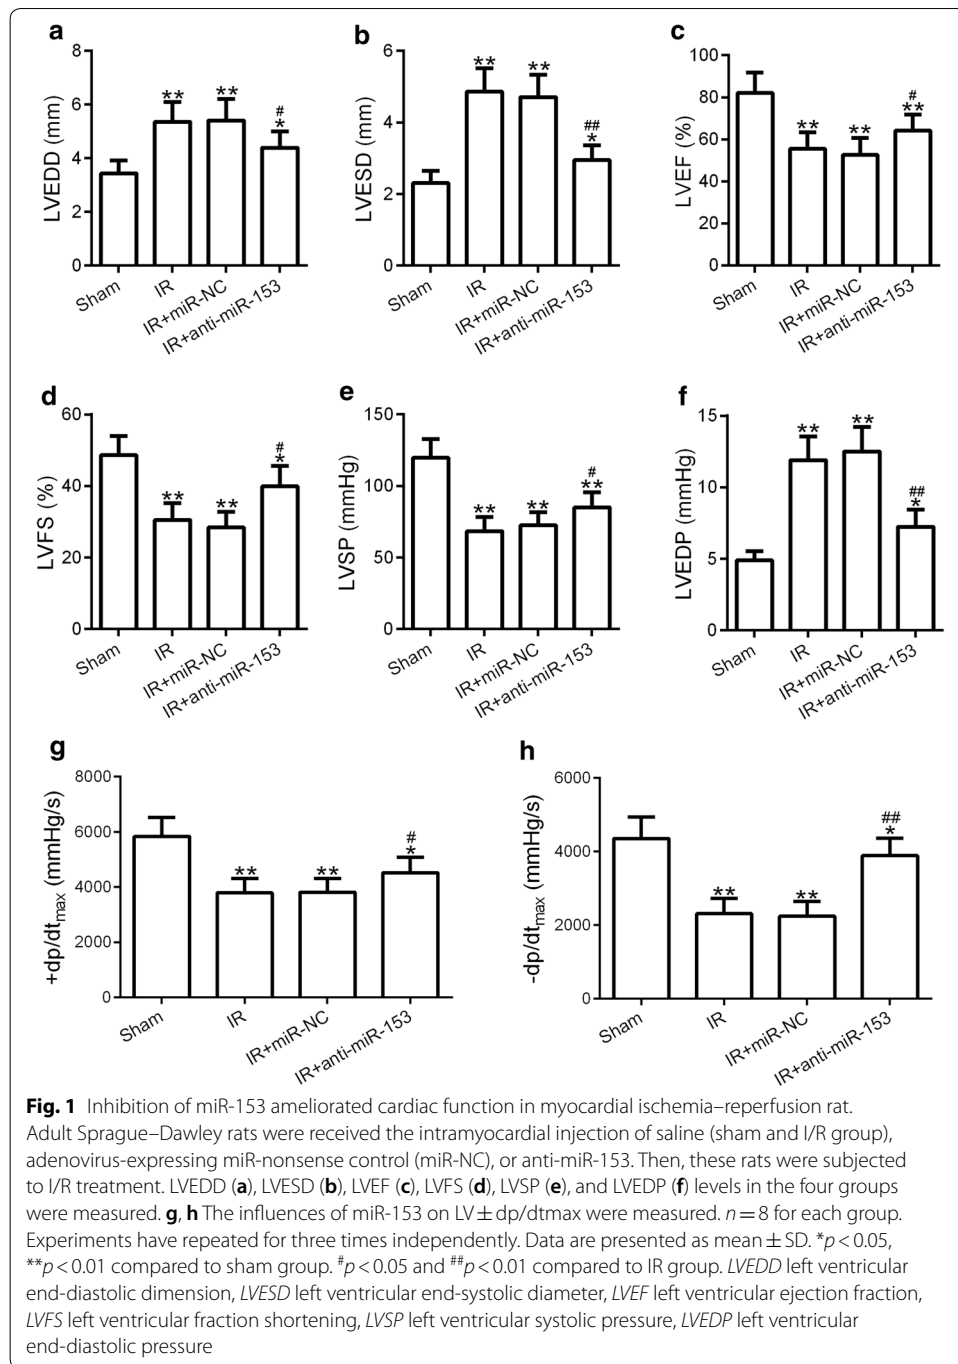 a
8
6
4
2
0
LVEDD (mm)
**
**
#
*
Sham
IR
IR+miR-NC
IR+anti-miR-153
b
6
4
2
0
LVESD (mm)
**
**
##
*
Sham
IR
IR+miR-NC
IR+anti-miR-153
c
100
80
60
40
20
0
LVEF (%)
**
**
#
**
Sham
IR
IR+miR-NC
IR+anti-miR-153
d
60
40
20
0
LVFS (%)
**
**
#
*
Sham
IR
IR+miR-NC
IR+anti-miR-153
e
150
100
50
0
LVSP (mmHg)
**
**
#
**
Sham
IR
IR+miR-NC
IR+anti-miR-153
f
15
10
5
0
LVEDP (mmHg)
**
**
##
*
Sham
IR
IR+miR-NC
IR+anti-miR-153
g
8000
6000
4000
2000
0
+dp/dtmax (mmHg/s)
**
**
#
*
Sham
IR
IR+miR-NC
IR+anti-miR-153
h
6000
4000
2000
0
-dp/dtmax (mmHg/s)
**
**
##
*
Sham
IR
IR+miR-NC
IR+anti-miR-153
Fig. 1 Inhibition of miR-153 ameliorated cardiac function in myocardial ischemia–reperfusion rat.
Adult Sprague–Dawley rats were received the intramyocardial injection of saline (sham and I/R group),
adenovirus-expressing miR-nonsense control (miR-NC), or anti-miR-153. Then, these rats were subjected
to I/R treatment. LVEDD (a), LVESD (b), LVEF (c), LVFS (d), LVSP (e), and LVEDP (f) levels in the four groups
were measured. g, h The influences of miR-153 on LV ± dp/dtmax were measured. n = 8 for each group.
Experiments have repeated for three times independently. Data are presented as mean ± SD. *p < 0.05,
**p < 0.01 compared to sham group. #p < 0.05 and ##p < 0.01 compared to IR group. LVEDD left ventricular
end-diastolic dimension, LVESD left ventricular end-systolic diameter, LVEF left ventricular ejection fraction,
LVFS left ventricular fraction shortening, LVSP left ventricular systolic pressure, LVEDP left ventricular
end-diastolic pressure